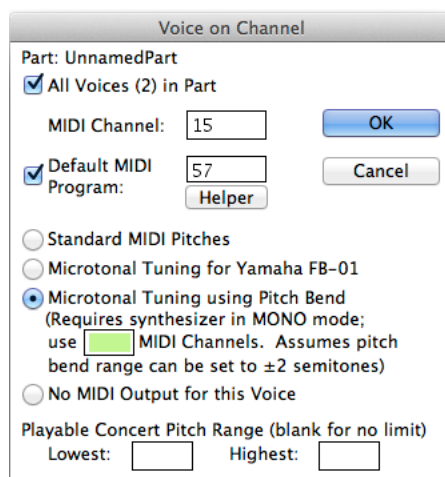 Voice on Channel
Part: UnnamedPart
All Voices (2) in Part
MIDI Channel: 15 OK
Default MIDI Program: 57 Cancel
Helper
Standard MIDI Pitches
Microtonal Tuning for Yamaha FB-01
Microtonal Tuning using Pitch Bend
(Requires synthesizer in MONO mode;
use MIDI Channels. Assumes pitch
bend range can be set to ±2 semitones)
No MIDI Output for this Voice
Playable Concert Pitch Range (blank for no limit)
Lowest: Highest: